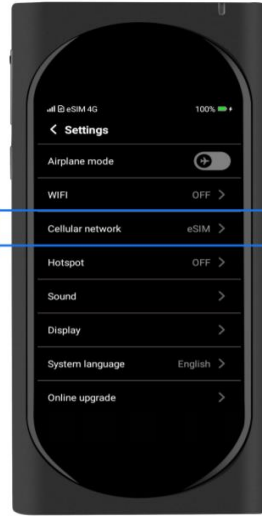 eSIM 4G 100%
< Settings
Airplane mode
WIFI OFF >
Cellular network eSIM >
Hotspot OFF >
Sound >
Display >
System language English >
Online upgrade >